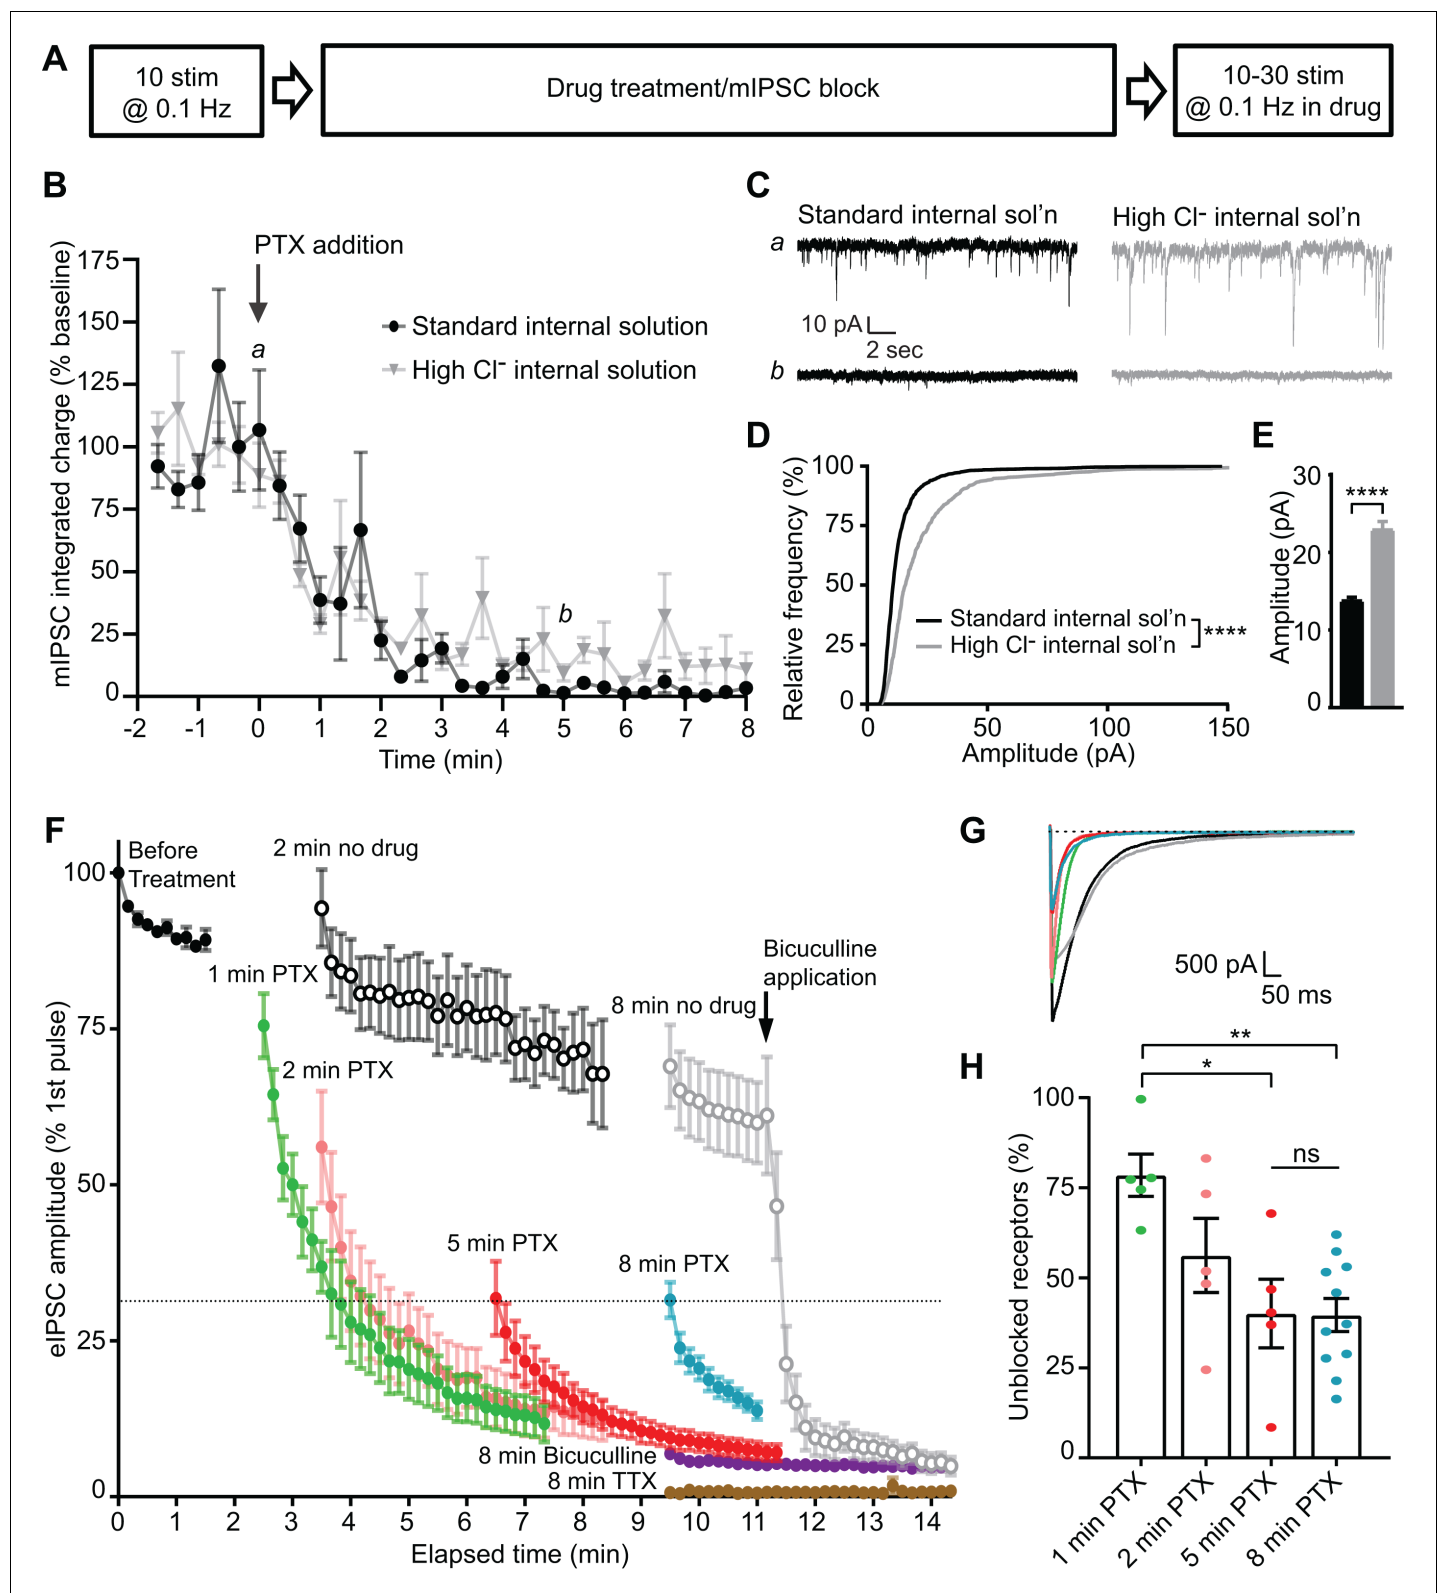 A
10 stim
@ 0.1 Hz
Drug treatment/mIPSC block
10-30 stim
@ 0.1 Hz in drug
B
mIPSC integrated charge (% baseline)
175
150
125
100
75
50
25
0
PTX addition
a
b
Standard internal solution
High Cl⁻ internal solution
-2 -1 0 1 2 3 4 5 6 7 8
Time (min)
C
Standard internal sol'n
High Cl⁻ internal sol'n
a
10 pA
2 sec
b
D
Relative frequency (%)
100
75
50
25
0
Standard internal sol'n
High Cl⁻ internal sol'n
****
0 50 100 150
Amplitude (pA)
E
Amplitude (pA)
30
20
10
0
****
F
eIPSC amplitude (% 1st pulse)
100
75
50
25
0
Before
Treatment
2 min no drug
1 min PTX
2 min PTX
5 min PTX
8 min PTX
8 min no drug
Bicuculline
application
8 min Bicuculline
8 min TTX
0 1 2 3 4 5 6 7 8 9 10 11 12 13 14
Elapsed time (min)
G
500 pA
50 ms
H
Unblocked receptors (%)
100
75
50
25
0
**
*
ns
1 min PTX
2 min PTX
5 min PTX
8 min PTX